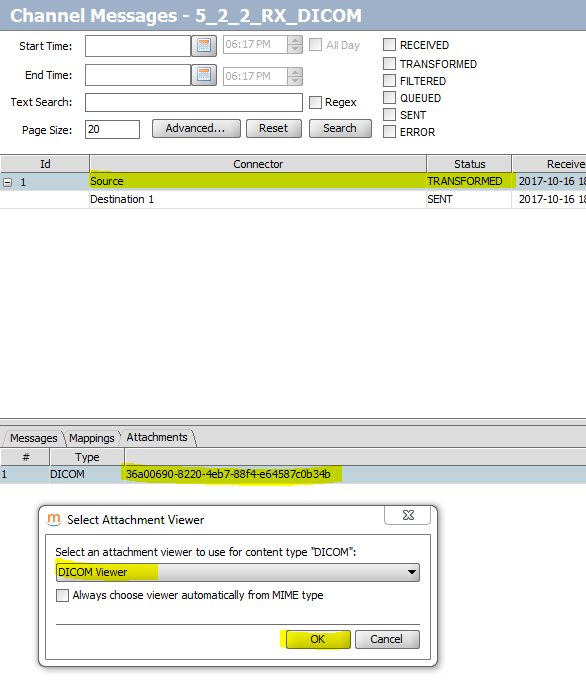 Channel Messages - 5_2_2_RX_DICOM
Start Time: 06:17 PM All Day RECEIVED
TRANSFORMED
End Time: 06:17 PM FILTERED
QUEUED
Text Search: Regex SENT
Page Size: 20 Advanced... Reset Search ERROR
Id Connector Status Receive
1 Source TRANSFORMED 2017-10-16 18
Destination 1 SENT 2017-10-16 18
Messages Mappings Attachments
# Type
1 DICOM 36a00690-8220-4eb7-88f4-e64587c0b34b
m Select Attachment Viewer
Select an attachment viewer to use for content type "DICOM":
DICOM Viewer
Always choose viewer automatically from MIME type
OK Cancel